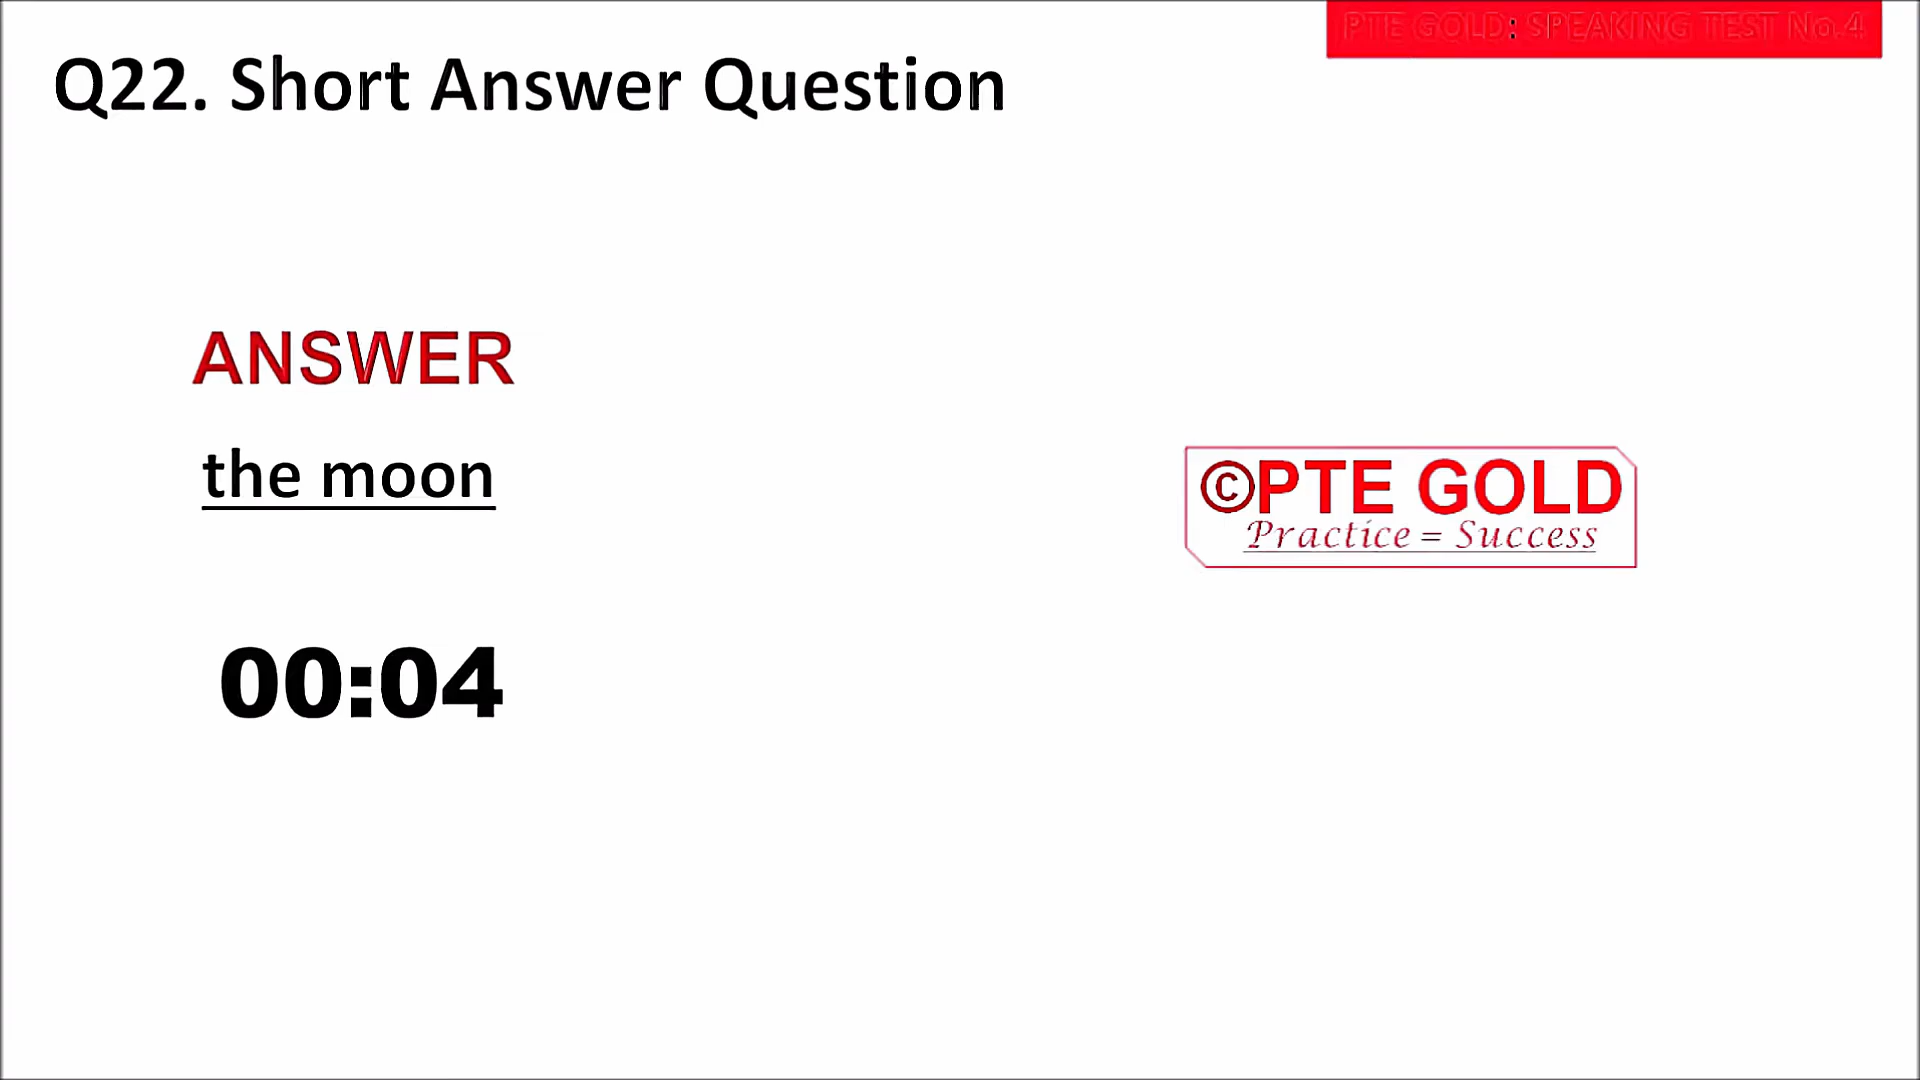 PTE GOLD: SPEAKING TEST No.4
Q22. Short Answer Question
ANSWER
the moon
©PTE GOLD
Practice = Success
00:04